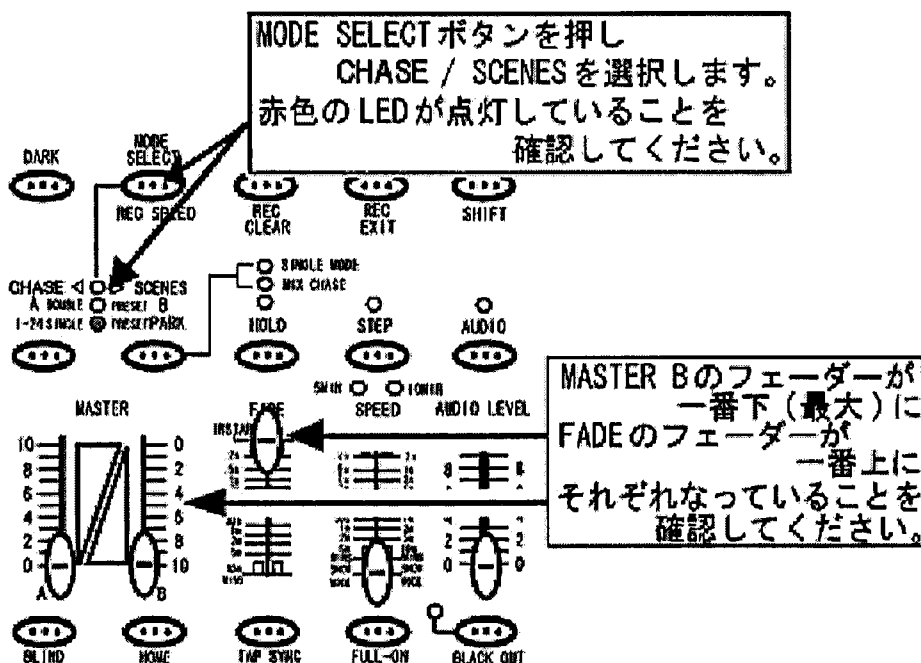 MODE SELECTボタンを押し
CHASE / SCENESを選択します。
赤色のLEDが点灯していることを
確認してください。
DARK
MODE
SELECT
REC SPEED
REC
CLEAR
REC
EXIT
SHIFT
CHASE
SCENES
A DOUBLE
PRESET B
1-24 SINGLE
PRESET
PARK
SINGLE MODE
MIX CHASE
HOLD
STEP
AUDIO
5MIN
10MIN
MASTER Bのフェーダーが
一番下(最大)に
FADEのフェーダーが
一番上に
それぞれなっていることを
確認してください。
MASTER
FADE
SPEED
AUDIO LEVEL
10
8
6
4
2
0
A
0
2
4
6
8
10
B
8
2
0
2
0
BLIND
HOME
TAP SYNC
FULL-ON
BLACK OUT